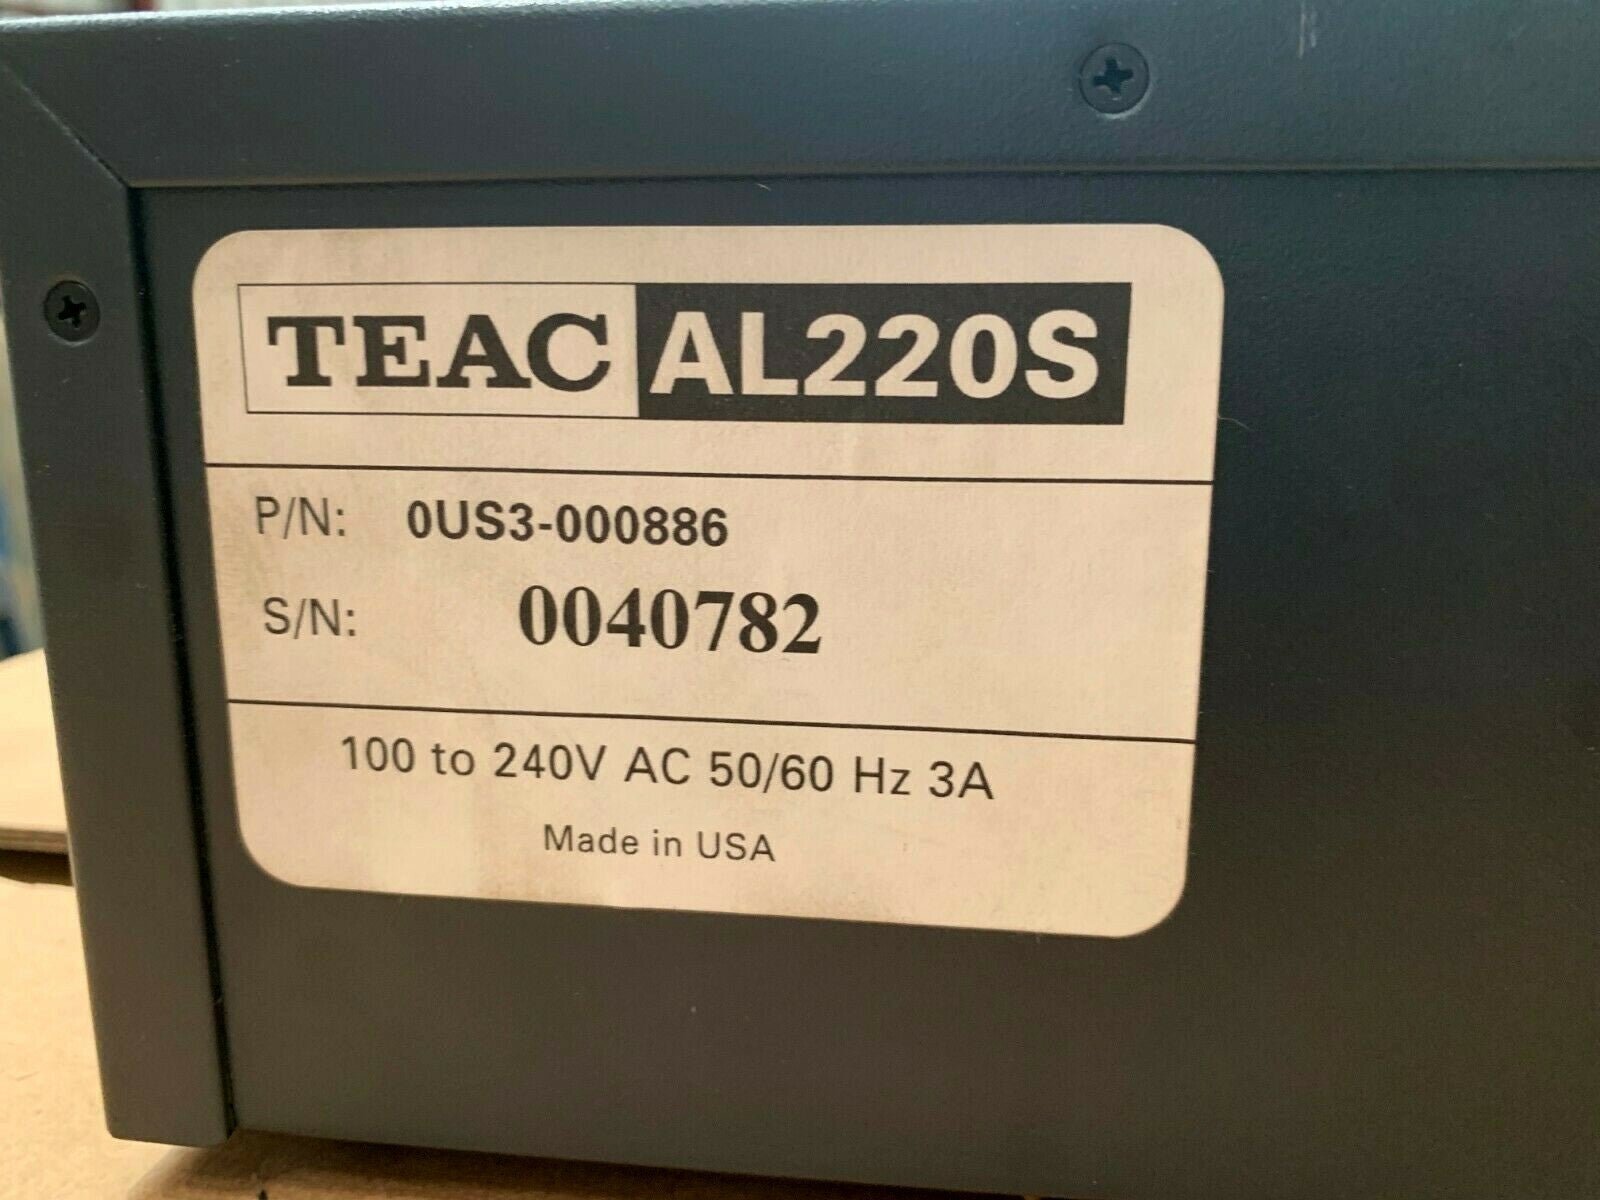 TEAC AL220S
P/N: 0US3-000886
S/N: 0040782
100 to 240V AC 50/60 Hz 3A
Made in USA